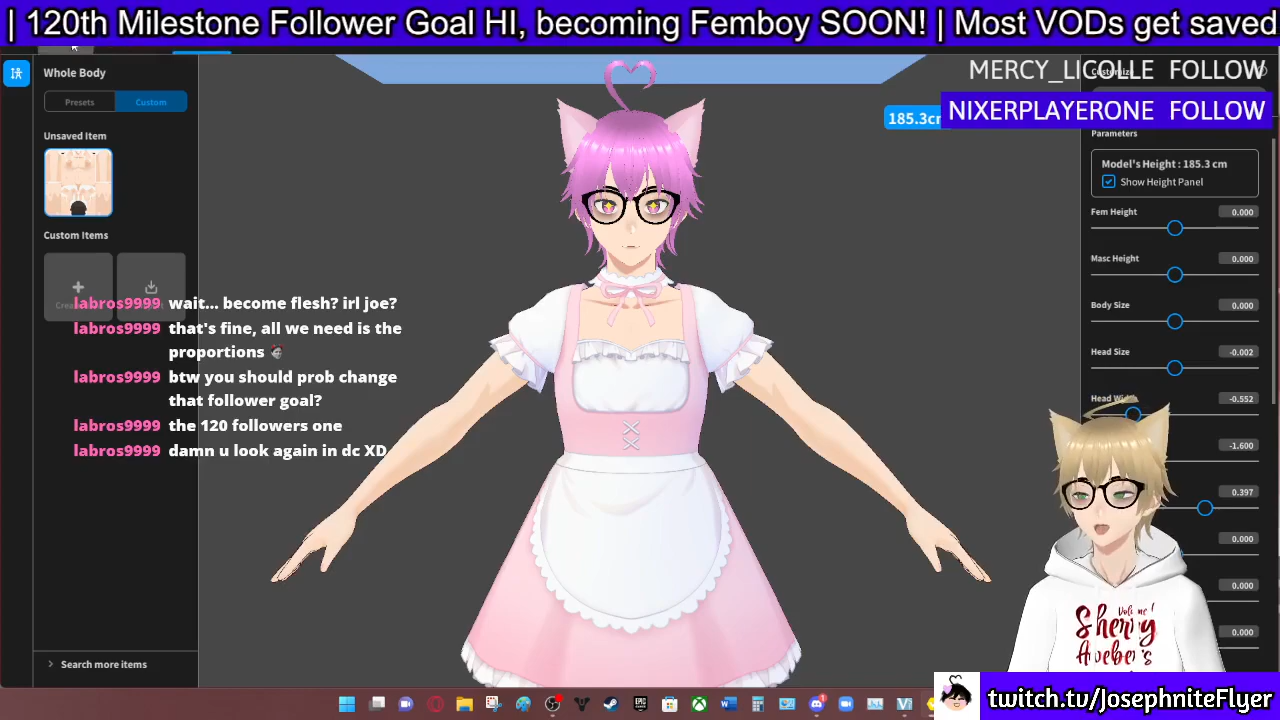 | 120th Milestone Follower Goal HI, becoming Femboy SOON! | Most VODs get saved
Whole Body
MERCY_LICOLLE FOLLOW
Presets
Custom
NIXERPLAYERONE FOLLOW
185.3cm
Unsaved Item
Parameters
Model's Height : 185.3 cm
Show Height Panel
Fem Height
0.000
Custom Items
Masc Height
0.000
Body Size
0.000
labros9999 wait... become flesh? irl joe?
labros9999 that's fine, all we need is the
proportions
Head Size
-0.002
labros9999 btw you should prob change
that follower goal?
Head Width
-0.552
labros9999 the 120 followers one
labros9999 damn u look again in dc XD
-1.600
0.397
0.000
0.000
0.000
Sherry
Search more items
twitch.tv/JosephniteFlyer